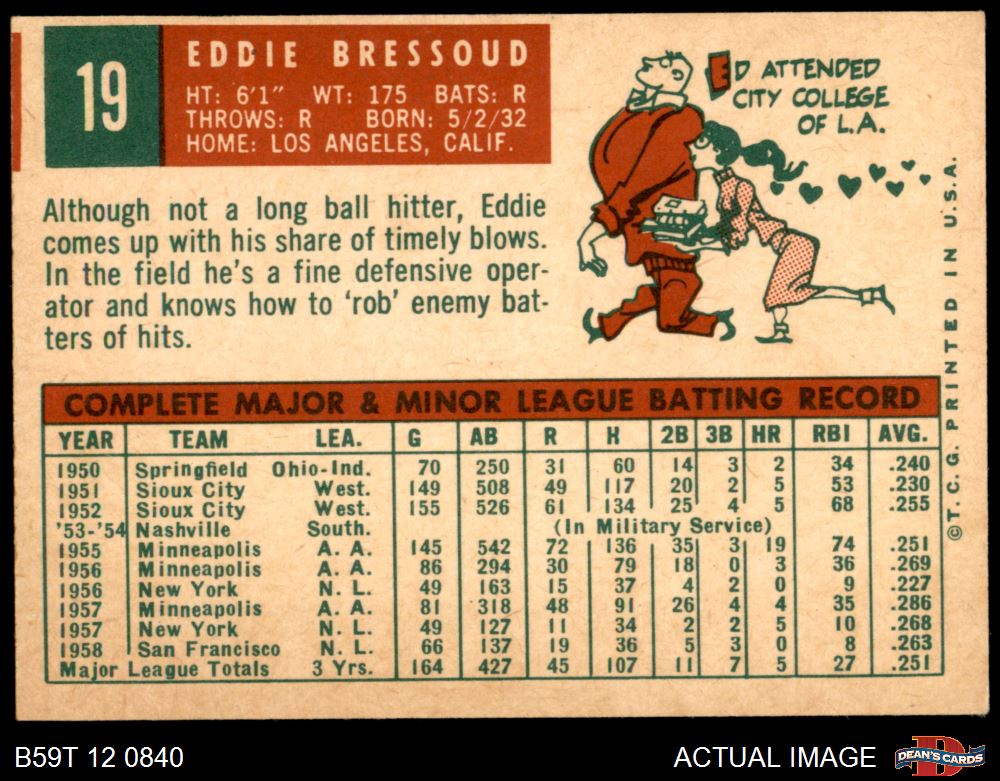 19
EDDIE BRESSOUD
HT: 6'1" WT: 175 BATS: R
THROWS: R BORN: 5/2/32
HOME: LOS ANGELES, CALIF.
ED ATTENDED
CITY COLLEGE
OF L.A.
Although not a long ball hitter, Eddie
comes up with his share of timely blows.
In the field he's a fine defensive oper-
ator and knows how to 'rob' enemy bat-
ters of hits.
COMPLETE MAJOR & MINOR LEAGUE BATTING RECORD
YEAR TEAM LEA. G AB R H 2B 3B HR RBI AVG.
1950 Springfield Ohio-Ind. 70 250 31 60 14 3 2 34 .240
1951 Sioux City West. 149 508 49 117 20 2 5 53 .230
1952 Sioux City West. 155 526 61 134 25 4 5 68 .255
'53-'54 Nashville South. (In Military Service)
1955 Minneapolis A. A. 145 542 72 136 35 3 19 74 .251
1956 Minneapolis A. A. 86 294 30 79 18 0 3 36 .269
1956 New York N. L. 49 163 15 37 4 2 0 9 .227
1957 Minneapolis A. A. 81 318 48 91 26 4 4 35 .286
1957 New York N. L. 49 127 11 34 2 2 5 10 .268
1958 San Francisco N. L. 66 137 19 36 5 3 0 8 .263
Major League Totals 3 Yrs. 164 427 45 107 11 7 5 27 .251
©T.C.G. PRINTED IN U.S.A.
B59T 12 0840
ACTUAL IMAGE
D
DEAN'S CARDS